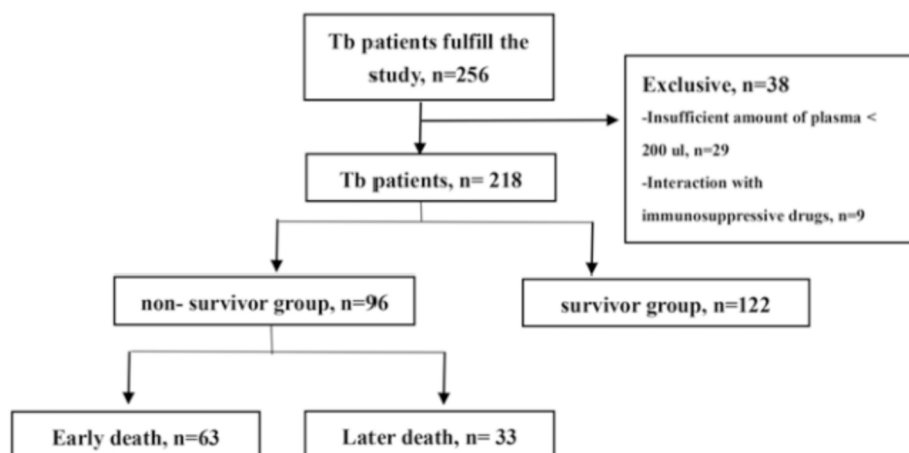 Tb patients fulfill the
study, n=256
Exclusive, n=38
-Insufficient amount of plasma <
200 ul, n=29
-Interaction with
immunosuppressive drugs, n=9
Tb patients, n= 218
non- survivor group, n=96
survivor group, n=122
Early death, n=63
Later death, n= 33